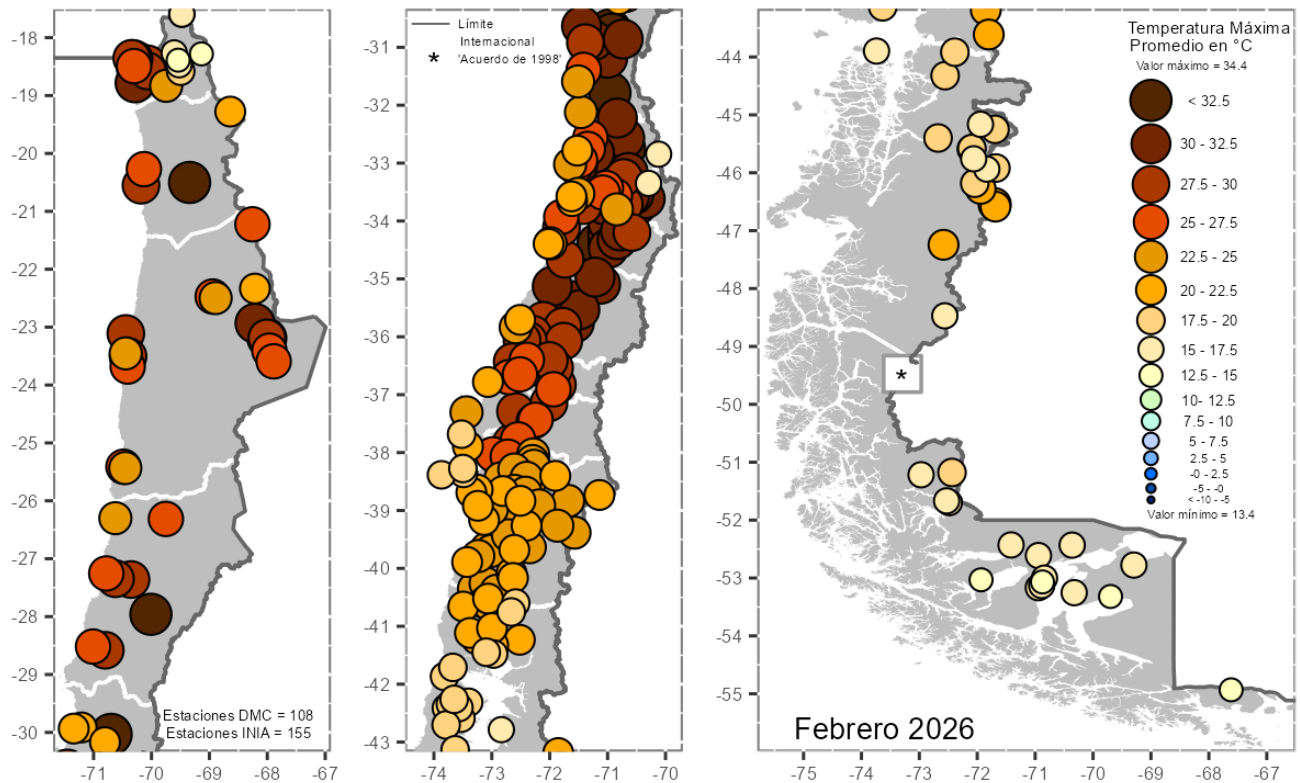 -18
-19
-20
-21
-22
-23
-24
-25
-26
-27
-28
-29
-30
-71
-70
-69
-68
-67
Estaciones DMC = 108
Estaciones INIA = 155
-31
-32
-33
-34
-35
-36
-37
-38
-39
-40
-41
-42
-43
-74
-73
-72
-71
-70
Límite
Internacional
* 'Acuerdo de 1998'
-44
-45
-46
-47
-48
-49
-50
-51
-52
-53
-54
-55
-75
-74
-73
-72
-71
-70
-69
-68
-67
*
Febrero 2026
Temperatura Máxima
Promedio en °C
Valor máximo = 34.4
< 32.5
30 - 32.5
27.5 - 30
25 - 27.5
22.5 - 25
20 - 22.5
17.5 - 20
15 - 17.5
12.5 - 15
10- 12.5
7.5 - 10
5 - 7.5
2.5 - 5
-0 - 2.5
-5 - -0
< -10 - -5
Valor mínimo = 13.4